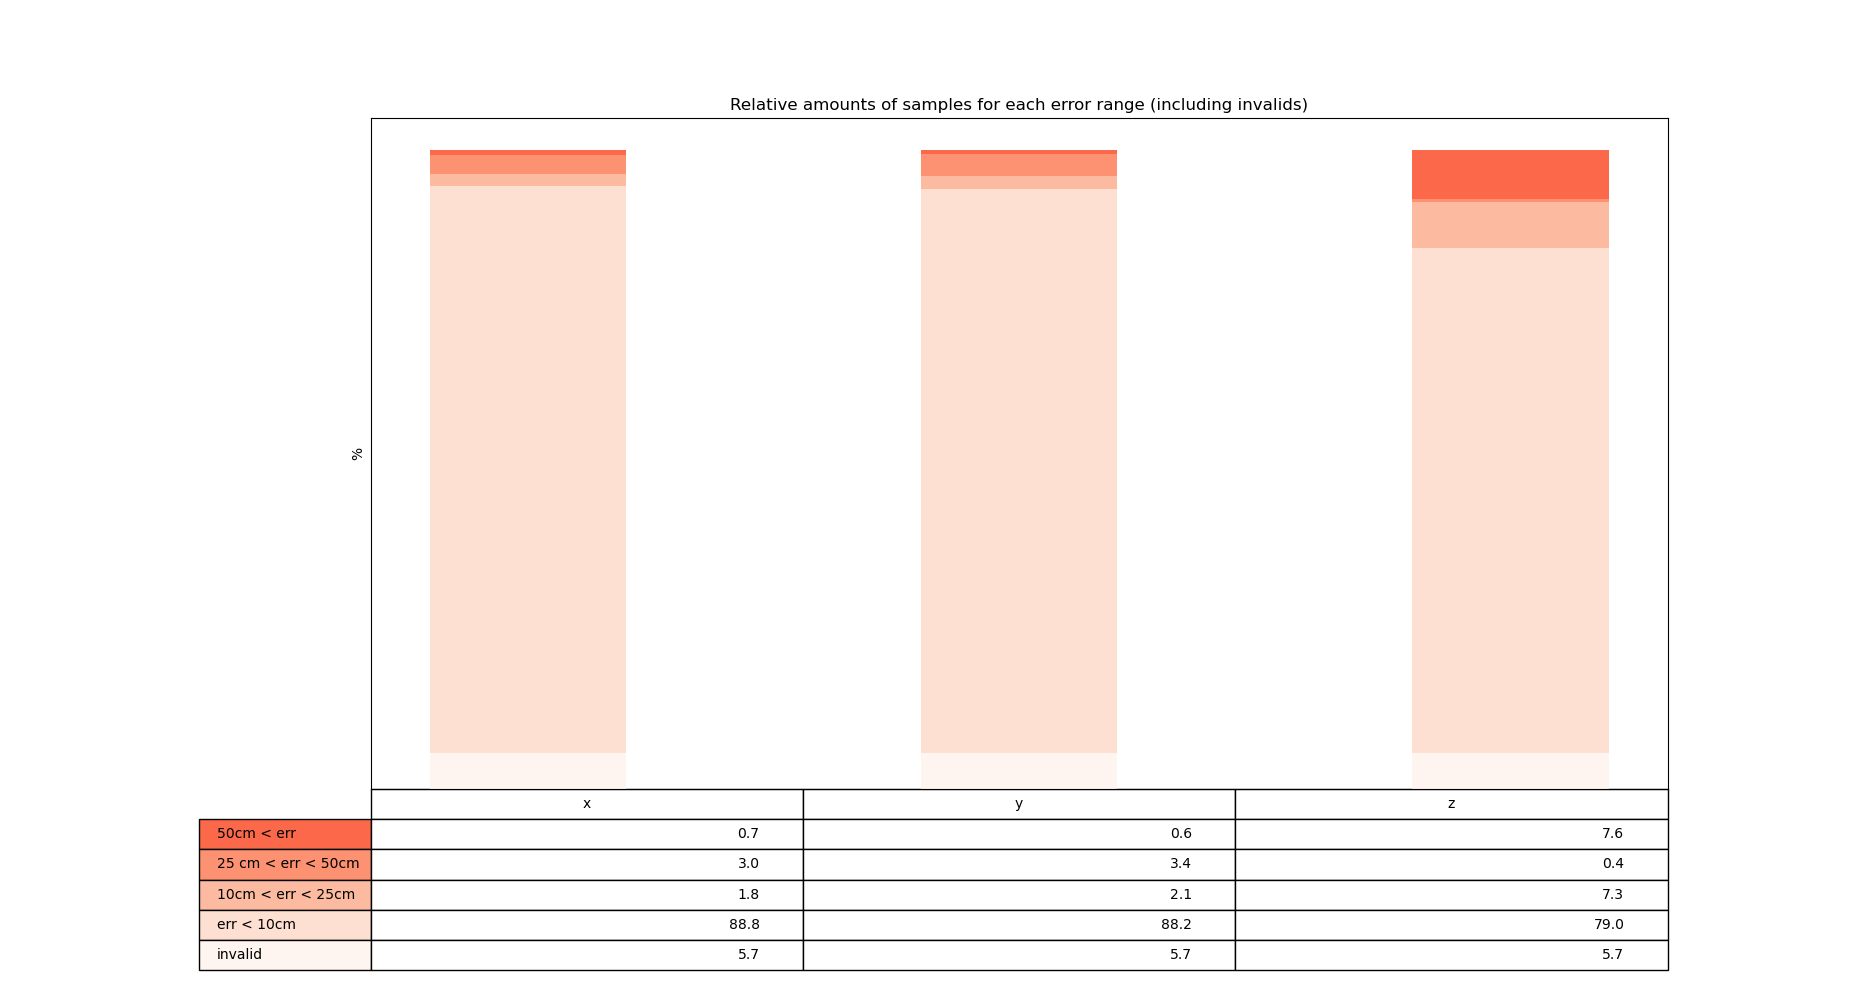 Relative amounts of samples for each error range (including invalids)
%
x y z
50cm < err 0.7 0.6 7.6
25 cm < err < 50cm 3.0 3.4 0.4
10cm < err < 25cm 1.8 2.1 7.3
err < 10cm 88.8 88.2 79.0
invalid 5.7 5.7 5.7